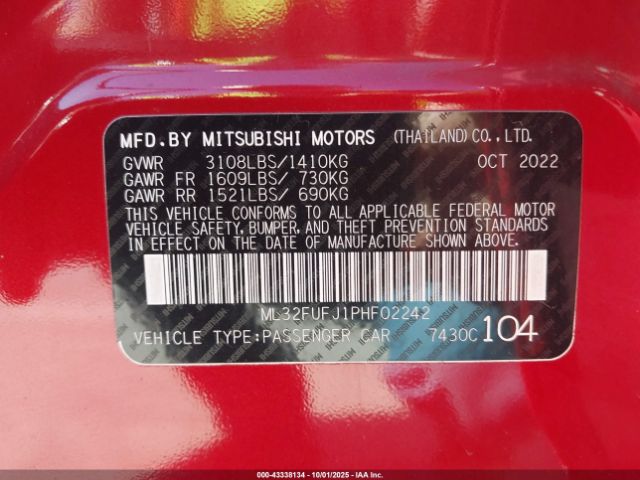 MFD.BY MITSUBISHI MOTORS (THAILAND)CO.,LTD.
GVWR 3108LBS/1410KG OCT 2022
GAWR FR 1609LBS/ 730KG
GAWR RR 1521LBS/ 690KG
THIS VEHICLE CONFORMS TO ALL APPLICABLE FEDERAL MOTOR
VEHICLE SAFETY, BUMPER, AND THEFT PREVENTION STANDARDS
IN EFFECT ON THE DATE OF MANUFACTURE SHOWN ABOVE.
ML32FUFJ1PHF02242
VEHICLE TYPE:PASSENGER CAR 7430C 104
000-43338134 - 10/01/2025 - IAAI.COM